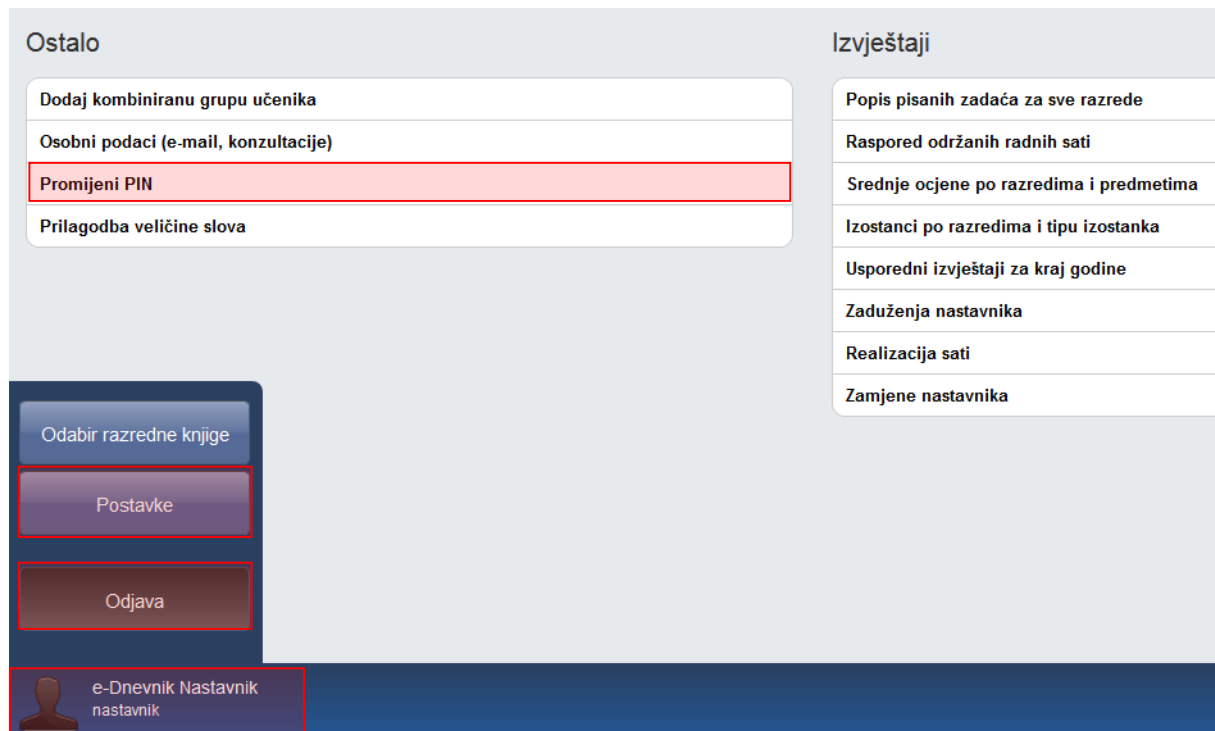 Ostalo
Dodaj kombiniranu grupu učenika
Osobni podaci (e-mail, konzultacije)
Promijeni PIN
Prilagodba veličine slova
Izvještaji
Popis pisanih zadaća za sve razrede
Raspored održanih radnih sati
Srednje ocjene po razredima i predmetima
Izostanci po razredima i tipu izostanka
Usporedni izvještaji za kraj godine
Zaduženja nastavnika
Realizacija sati
Zamjene nastavnika
Odabir razredne knjige
Postavke
Odjava
e-Dnevnik Nastavnik
nastavnik